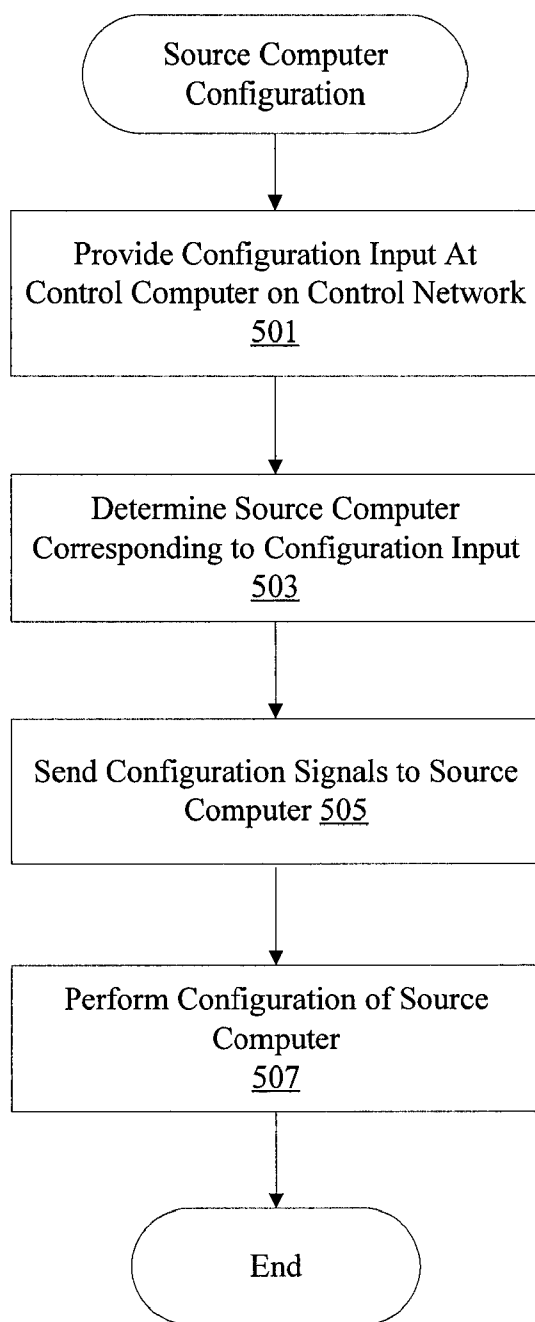 Source Computer
Configuration
Provide Configuration Input At
Control Computer on Control Network
501
Determine Source Computer
Corresponding to Configuration Input
503
Send Configuration Signals to Source
Computer 505
Perform Configuration of Source
Computer
507
End